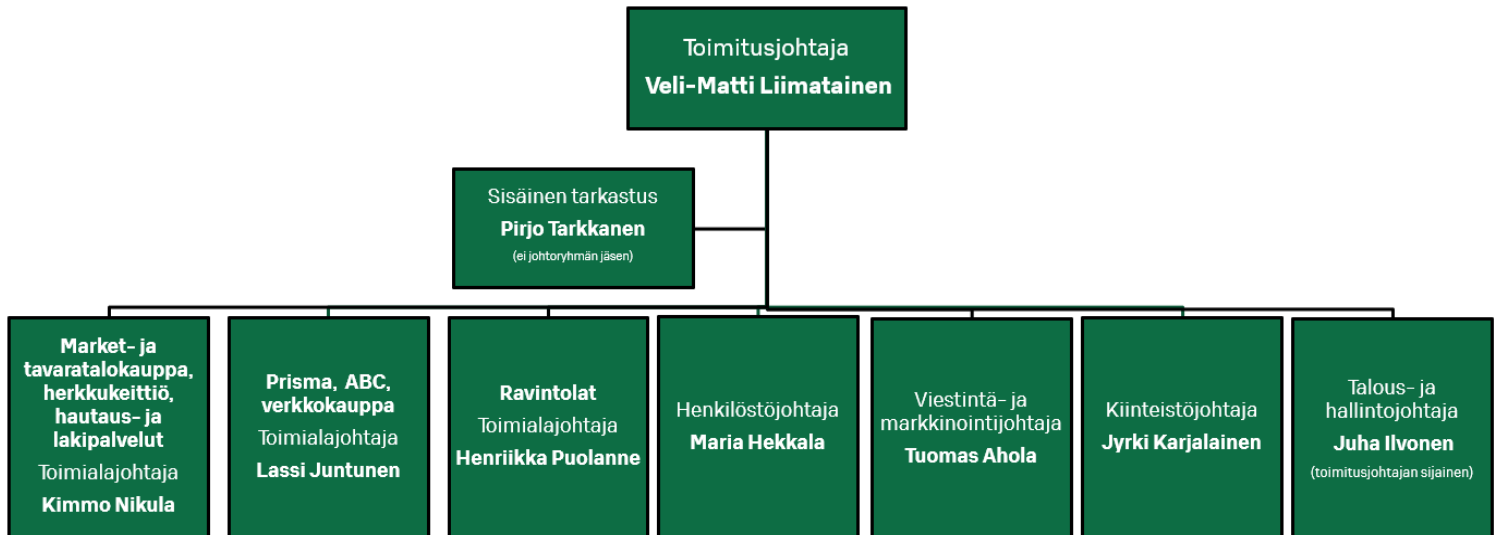 Toimitusjohtaja
Veli-Matti Liimatainen
Sisäinen tarkastus
Pirjo Tarkkanen
(ei johtoryhmän jäsen)
Market- ja
tavaratalokauppa,
herkkukeittiö,
hautaus- ja
lakipalvelut
Toimialajohtaja
Kimmo Nikula
Prisma, ABC,
verkkokauppa
Toimialajohtaja
Lassi Juntunen
Ravintolat
Toimialajohtaja
Henriikka Puolanne
Henkilöstöjohtaja
Maria Hekkala
Viestintä- ja
markkinointijohtaja
Tuomas Ahola
Kiinteistöjohtaja
Jyrki Karjalainen
Talous- ja
hallintojohtaja
Juha Ilvonen
(toimitusjohtajan sijainen)